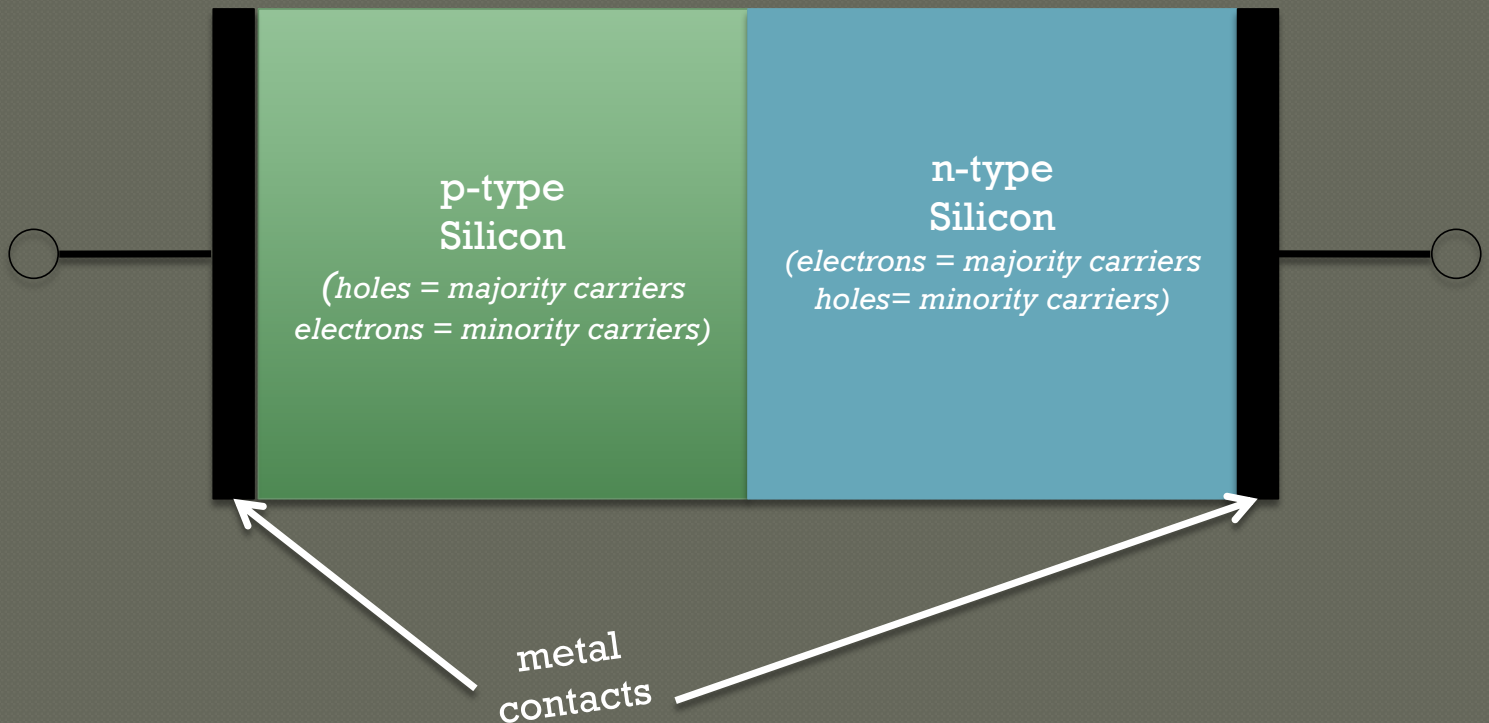 p-type
Silicon
(holes = majority carriers
electrons = minority carriers)
n-type
Silicon
(electrons = majority carriers
holes= minority carriers)
metal
contacts